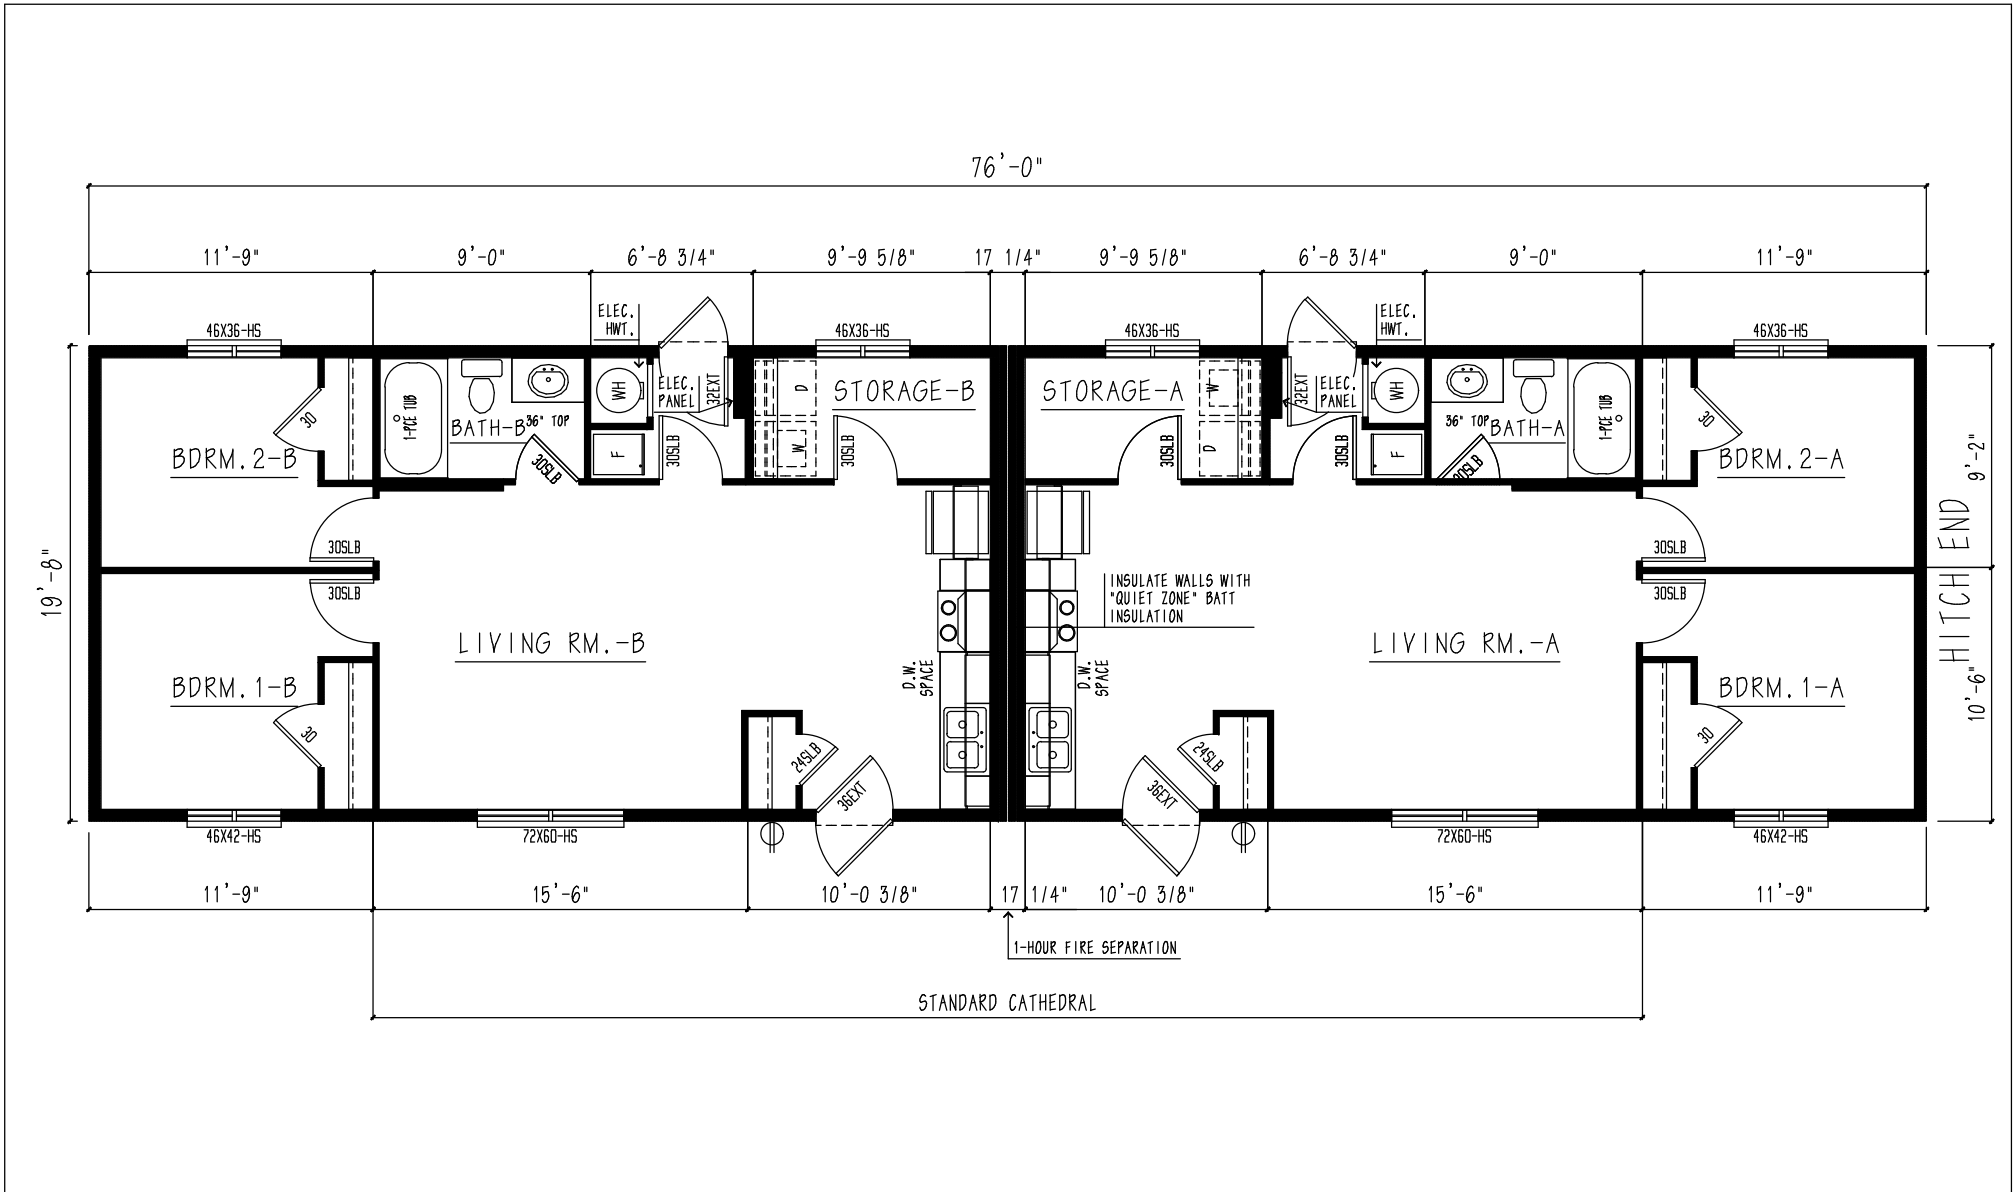 76'-0"
11'-9"
9'-0"
6'-8 3/4"
9'-9 5/8"
17 1/4"
9'-9 5/8"
6'-8 3/4"
9'-0"
11'-9"
46X36-HS
ELEC.
HWT.
46X36-HS
46X36-HS
ELEC.
HWT.
46X36-HS
30
1-PCE TUB
BATH-B
36" TOP
30SLB
WH
ELEC.
PANEL
32EXT
F
30SLB
D
W
STORAGE-B
30SLB
STORAGE-A
30SLB
W
D
32EXT
ELEC.
PANEL
WH
30SLB
F
36" TOP
BATH-A
30SLB
1-PCE TUB
30
BDRM. 2-B
BDRM. 2-A
9'-2"
30SLB
30SLB
30SLB
30SLB
19'-8"
HITCH END
INSULATE WALLS WITH
"QUIET ZONE" BATT
INSULATION
LIVING RM.-B
LIVING RM.-A
D.W.
SPACE
D.W.
SPACE
BDRM. 1-B
BDRM. 1-A
10'-6"
30
24SLB
36EXT
36EXT
24SLB
30
46X42-HS
72X60-HS
72X60-HS
46X42-HS
11'-9"
15'-6"
10'-0 3/8"
17 1/4"
10'-0 3/8"
15'-6"
11'-9"
1-HOUR FIRE SEPARATION
STANDARD CATHEDRAL